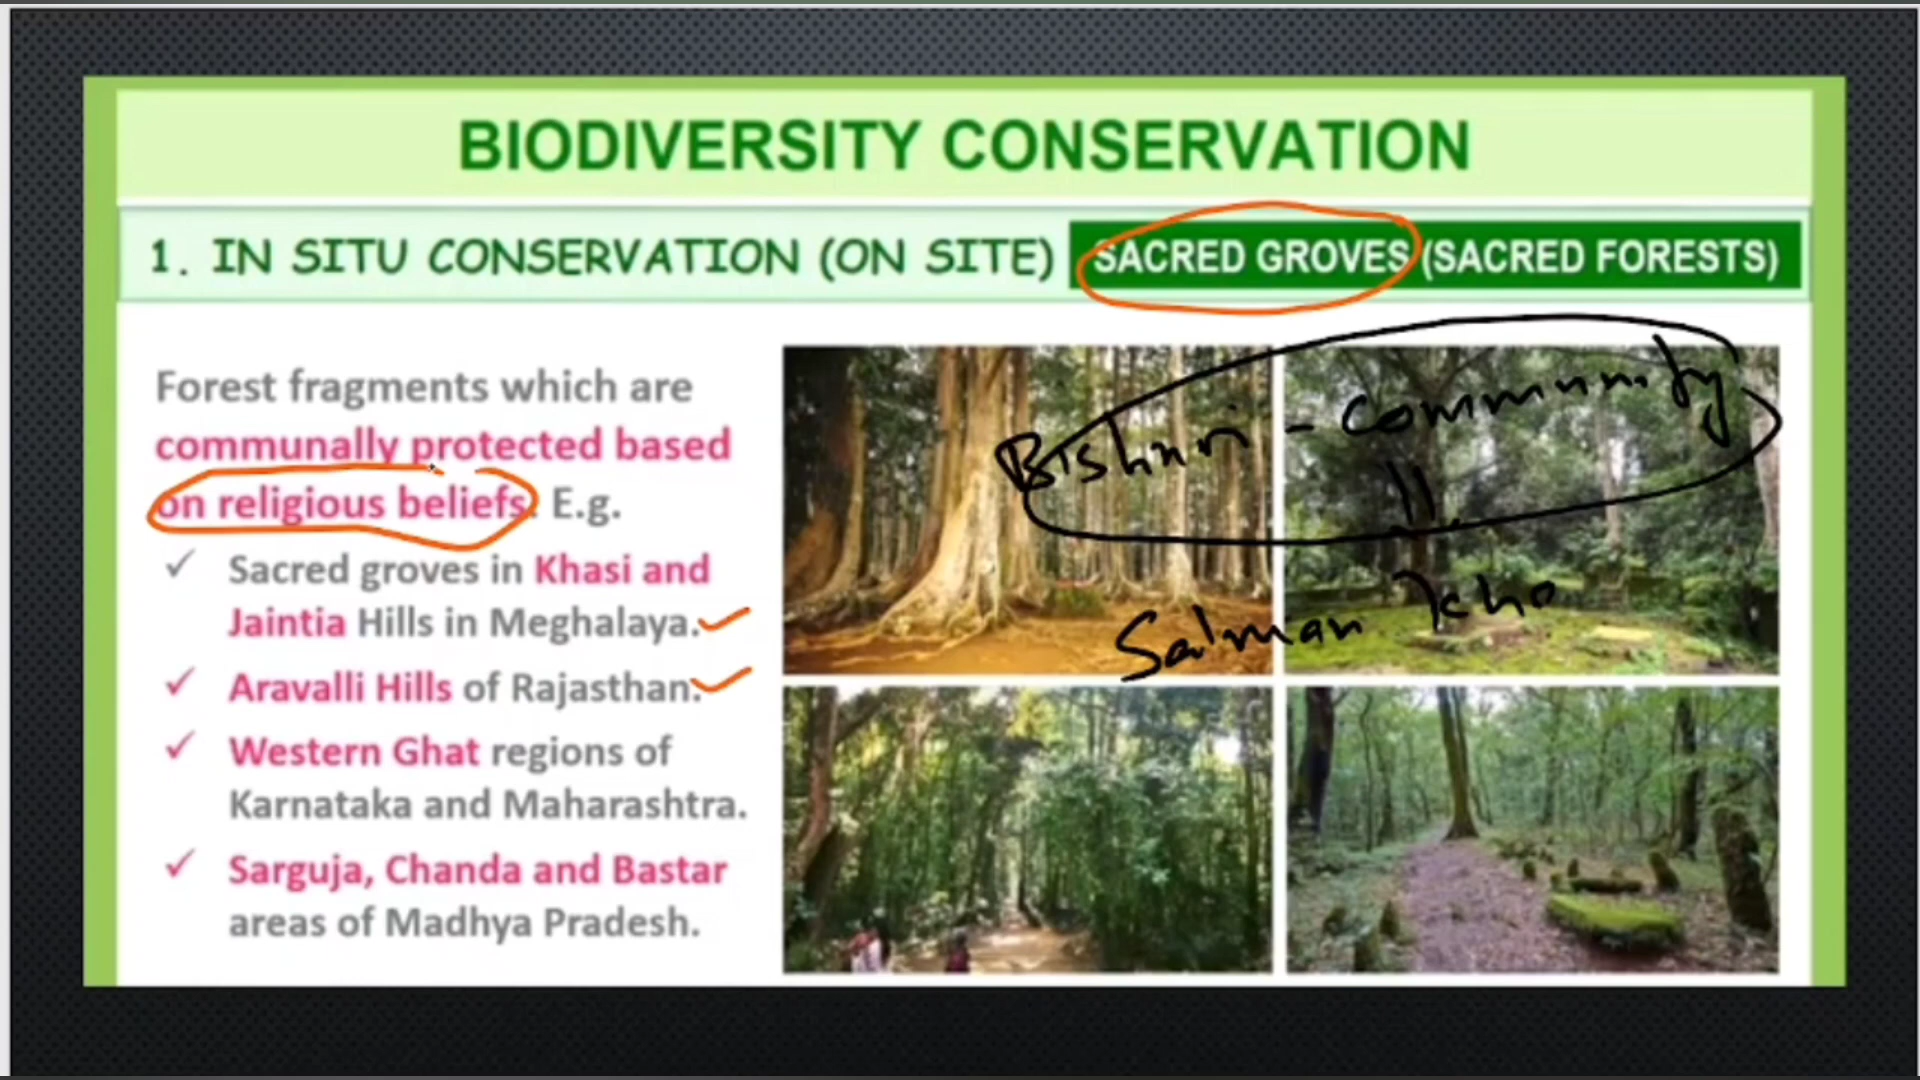 BIODIVERSITY CONSERVATION
1. IN SITU CONSERVATION (ON SITE) SACRED GROVES (SACRED FORESTS)
Forest fragments which are
communally protected based
on religious beliefs. E.g.
✓ Sacred groves in Khasi and
Jaintia Hills in Meghalaya.
✓ Aravalli Hills of Rajasthan.
✓ Western Ghat regions of
Karnataka and Maharashtra.
✓ Sarguja, Chanda and Bastar
areas of Madhya Pradesh.
Bishnri - community
Salman kho